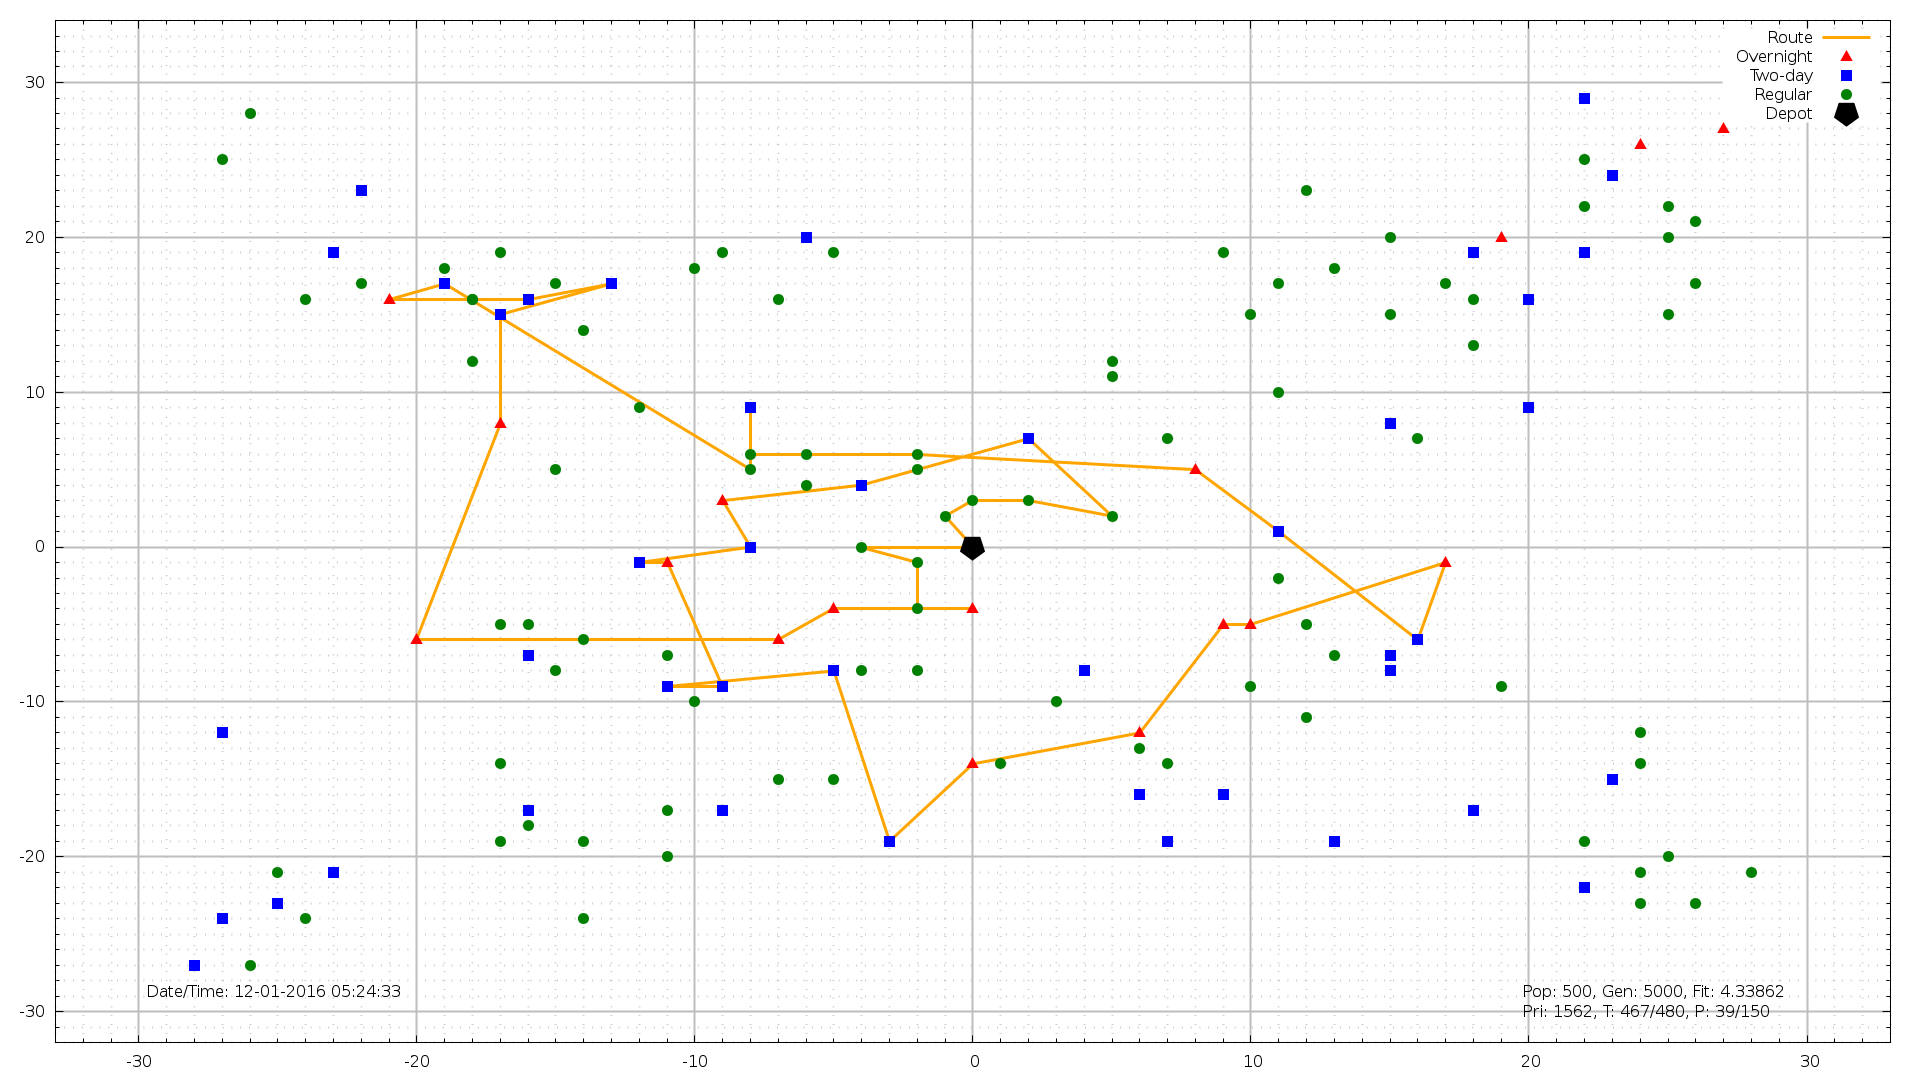 Route
Overnight
Two-day
Regular
Depot
30
20
10
0
-10
-20
-30
Date/Time: 12-01-2016 05:24:33
Pop: 500, Gen: 5000, Fit: 4.33862
Pri: 1562, T: 467/480, P: 39/150
-30 -20 -10 0 10 20 30